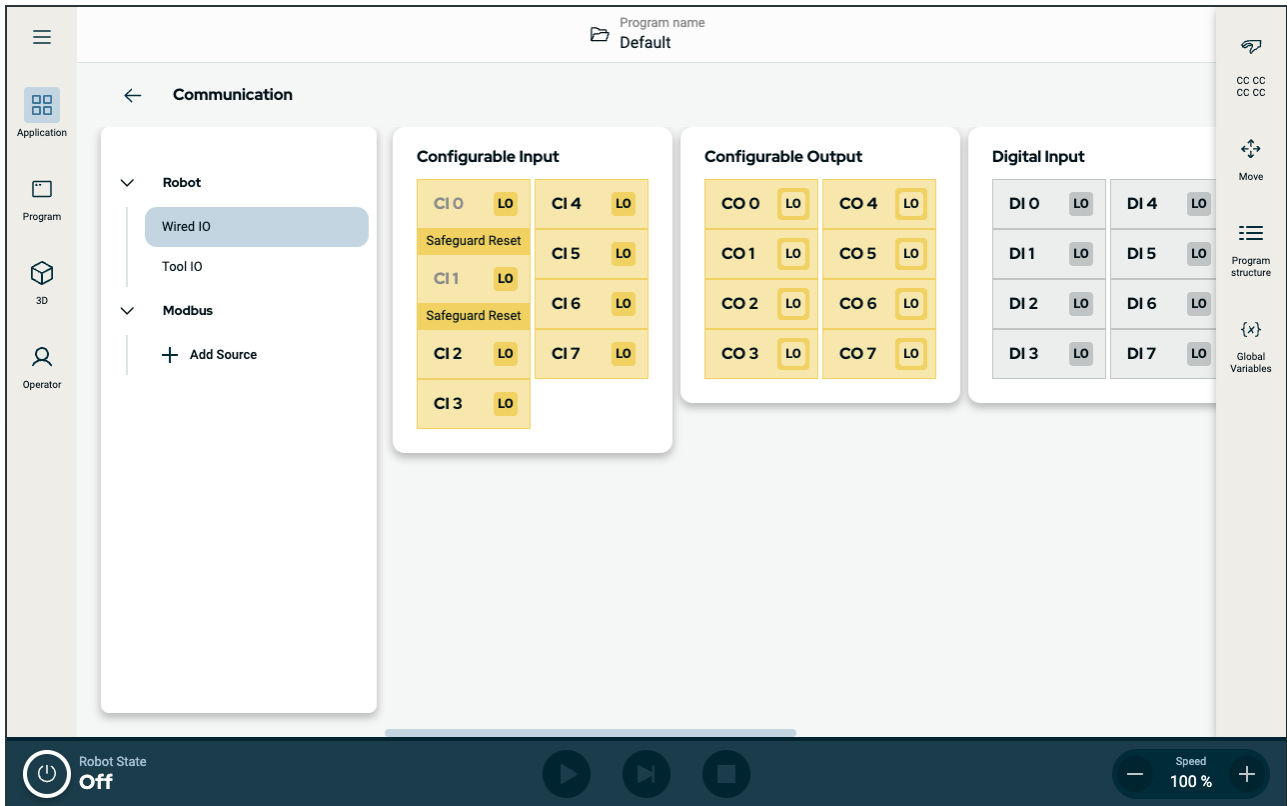 Program name
Default
Application
Program
3D
Operator
Communication
Robot
Wired IO
Tool IO
Modbus
Add Source
Configurable Input
CI 0 LO
Safeguard Reset
CI 1 LO
Safeguard Reset
CI 2 LO
CI 3 LO
CI 4 LO
CI 5 LO
CI 6 LO
CI 7 LO
Configurable Output
CO 0 LO
CO 1 LO
CO 2 LO
CO 3 LO
CO 4 LO
CO 5 LO
CO 6 LO
CO 7 LO
Digital Input
DI 0 LO
DI 1 LO
DI 2 LO
DI 3 LO
DI 4 LO
DI 5 LO
DI 6 LO
DI 7 LO
CC CC
CC CC
Move
Program
structure
{x}
Global
Variables
Robot State
Off
Speed
100 %